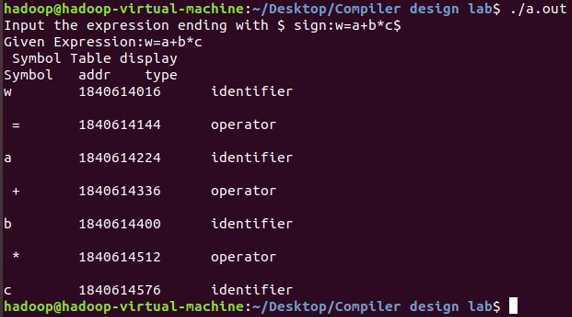 hadoop@hadoop-virtual-machine:~/Desktop/Compiler design lab$ ./a.out
Input the expression ending with $ sign:w=a+b*c$
Given Expression:w=a+b*c
 Symbol Table display
Symbol   addr    type
w        1840614016      identifier
 =       1840614144      operator
a        1840614224      identifier
 +       1840614336      operator
b        1840614400      identifier
 *       1840614512      operator
c        1840614576      identifier
hadoop@hadoop-virtual-machine:~/Desktop/Compiler design lab$